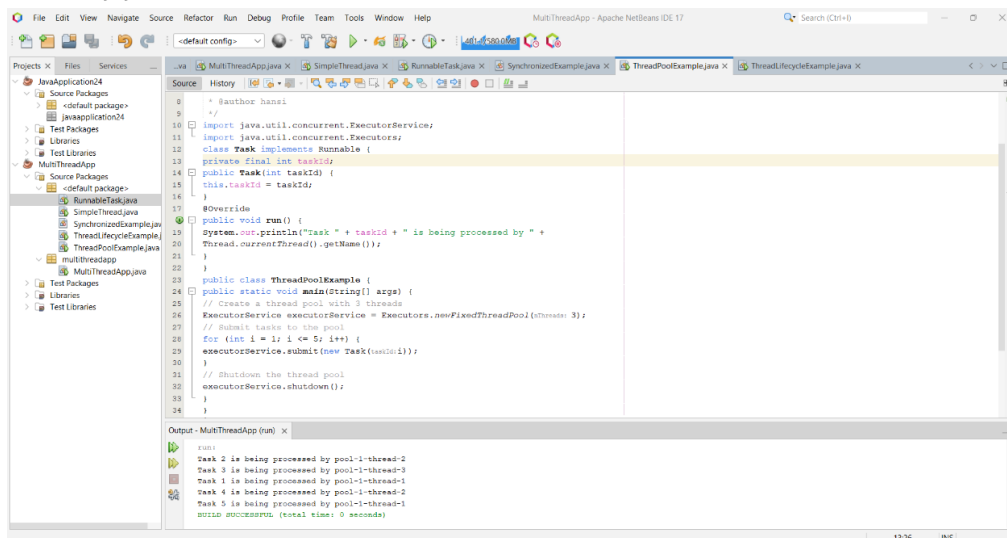 File Edit View Navigate Source Refactor Run Debug Profile Team Tools Window Help
MultiThreadApp - Apache NetBeans IDE 17
Search (Ctrl+I)
<default config>
Projects Files Services
...va MultiThreadApp.java SimpleThread.java RunnableTask.java SynchronizedExample.java ThreadPoolExample.java ThreadLifecycleExample.java
JavaApplication24
Source Packages
<default package>
javaapplication24
Test Packages
Libraries
Test Libraries
MultiThreadApp
Source Packages
<default package>
RunnableTask.java
SimpleThread.java
SynchronizedExample.jav
ThreadLifecycleExample.j
ThreadPoolExample.java
multithreadapp
MultiThreadApp.java
Test Packages
Libraries
Test Libraries
Source History
8 * @author hansi
9 */
10 import java.util.concurrent.ExecutorService;
11 import java.util.concurrent.Executors;
12 class Task implements Runnable {
13 private final int taskId;
14 public Task(int taskId) {
15 this.taskId = taskId;
16 }
17 @Override
public void run() {
19 System.out.println("Task " + taskId + " is being processed by " +
20 Thread.currentThread().getName());
21 }
22 }
23 public class ThreadPoolExample {
24 public static void main(String[] args) {
25 // Create a thread pool with 3 threads
26 ExecutorService executorService = Executors.newFixedThreadPool(nThreads: 3);
27 // Submit tasks to the pool
28 for (int i = 1; i <= 5; i++) {
29 executorService.submit(new Task(taskId:i));
30 }
31 // Shutdown the thread pool
32 executorService.shutdown();
33 }
34 }
Output - MultiThreadApp (run)
run:
Task 2 is being processed by pool-1-thread-2
Task 3 is being processed by pool-1-thread-3
Task 1 is being processed by pool-1-thread-1
Task 4 is being processed by pool-1-thread-2
Task 5 is being processed by pool-1-thread-1
BUILD SUCCESSFUL (total time: 0 seconds)